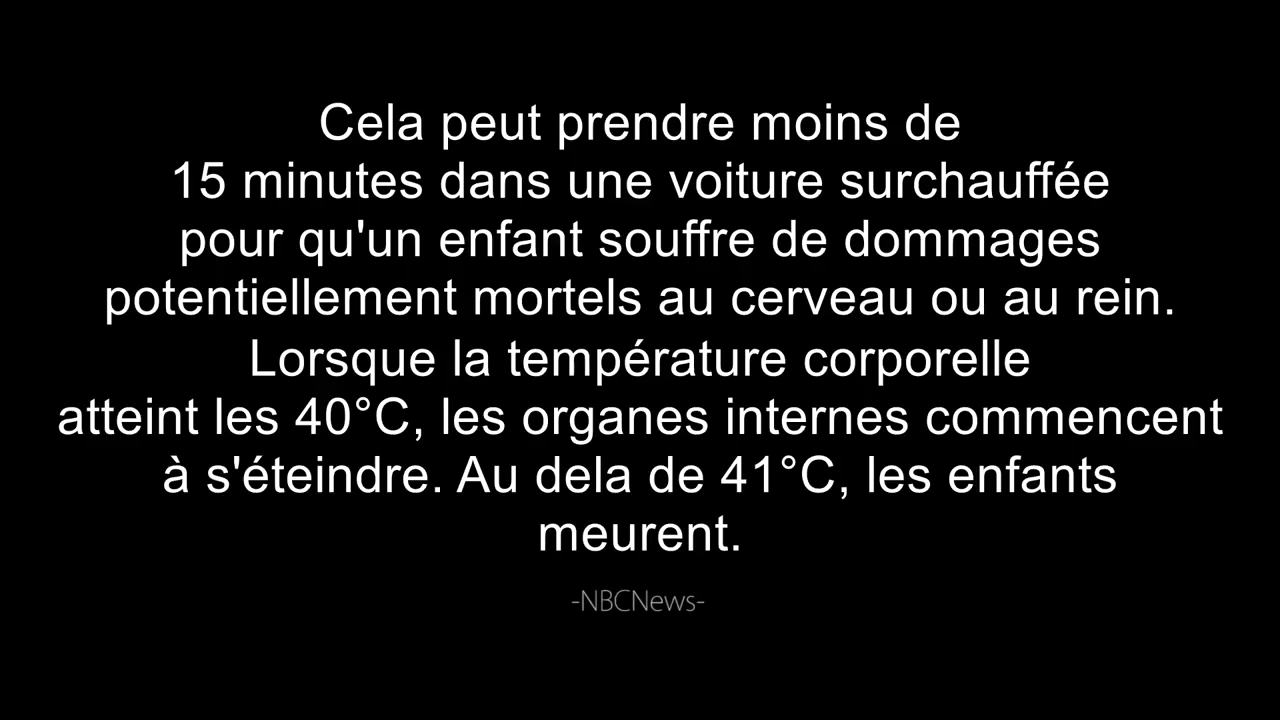 Cela peut prendre moins de
15 minutes dans une voiture surchauffée
pour qu'un enfant souffre de dommages
potentiellement mortels au cerveau ou au rein.
Lorsque la température corporelle
atteint les 40°C, les organes internes commencent
à s'éteindre. Au dela de 41°C, les enfants
meurent.
-NBCNews-